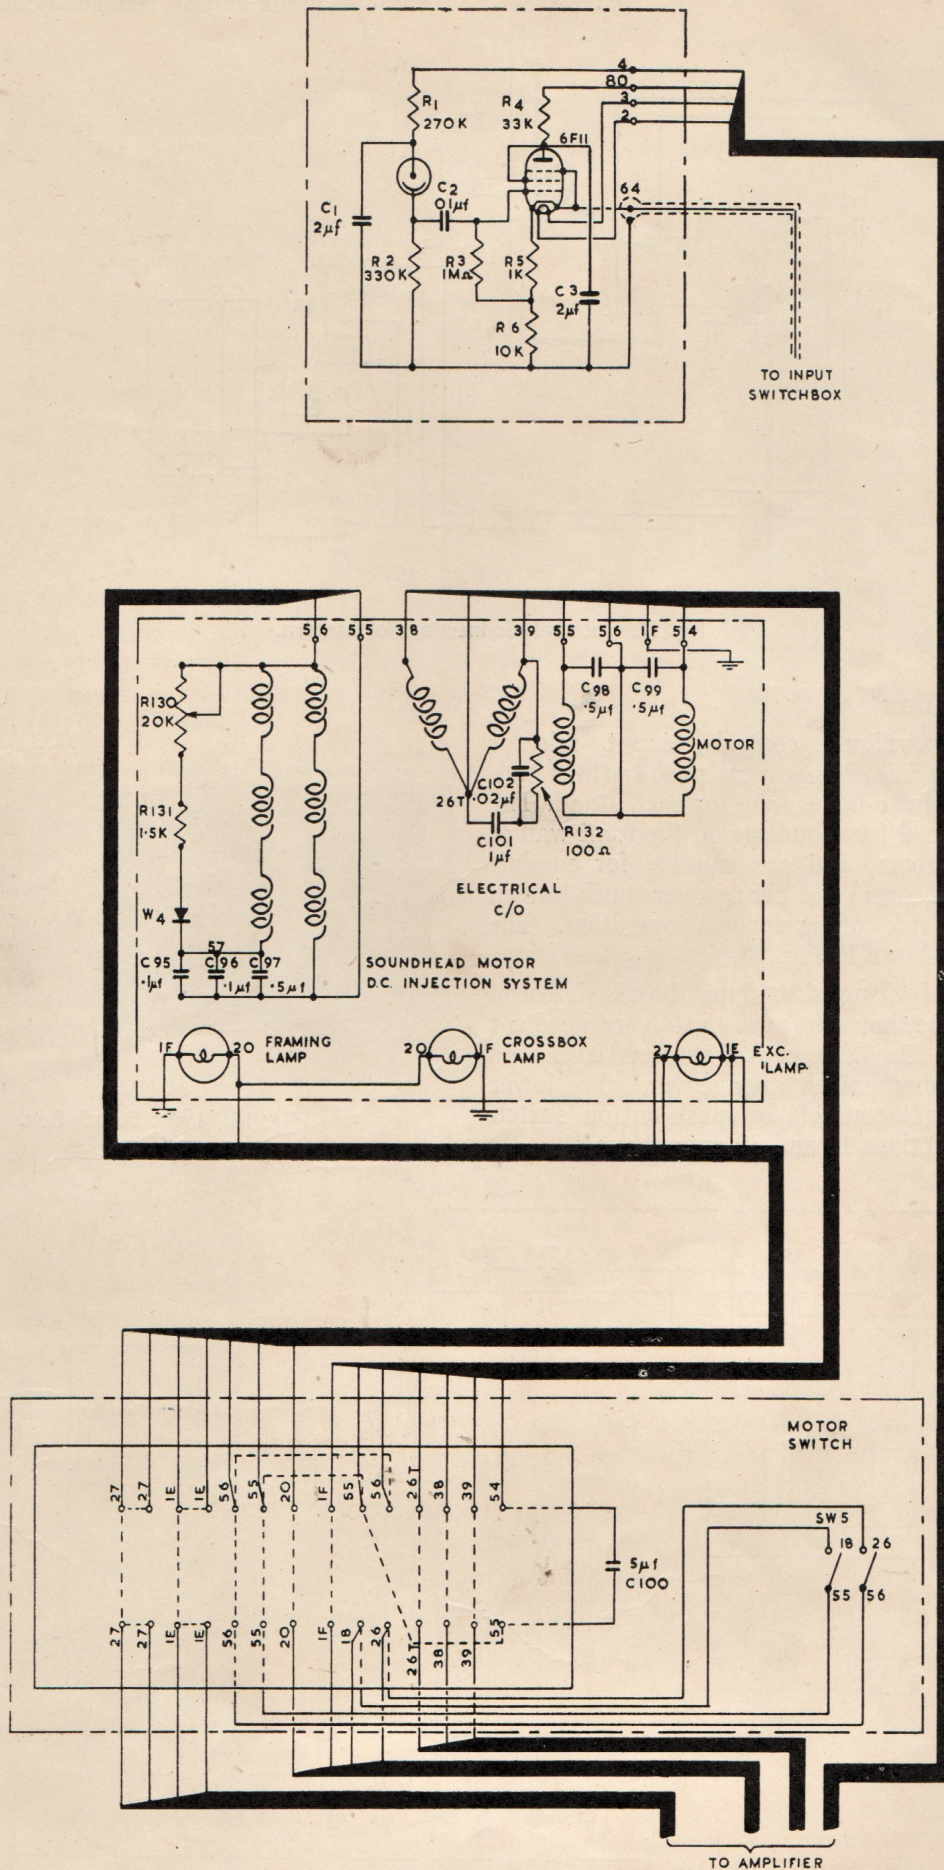 4
80
3
2
R1
270K
R4
33K
6F11
C2
·01µf
64
C1
2µf
R2
330K
R3
1MΩ
R5
1K
C3
2µf
R6
10K
TO INPUT
SWITCHBOX
56 55 38 39 55 56 1F 54
R130
20K
C98
·5µf
C99
·5µf
MOTOR
26T
C102
·02µf
R131
1·5K
C101
1µf
R132
100Ω
ELECTRICAL
C/O
W4
57
C95
·1µf
C96
·1µf
C97
·5µf
SOUNDHEAD MOTOR
D.C. INJECTION SYSTEM
1F 20 FRAMING
LAMP
20 1F CROSSBOX
LAMP
27 1E EXC.
LAMP
MOTOR
SWITCH
27 27 1E 1E 56 55 20 1F 55 56 26T 38 39 54
SW5
18 26
5µf
C100
55 56
27 27 1E 1E 56 55 20 1F 18 26 26T 38 39 55
TO AMPLIFIER